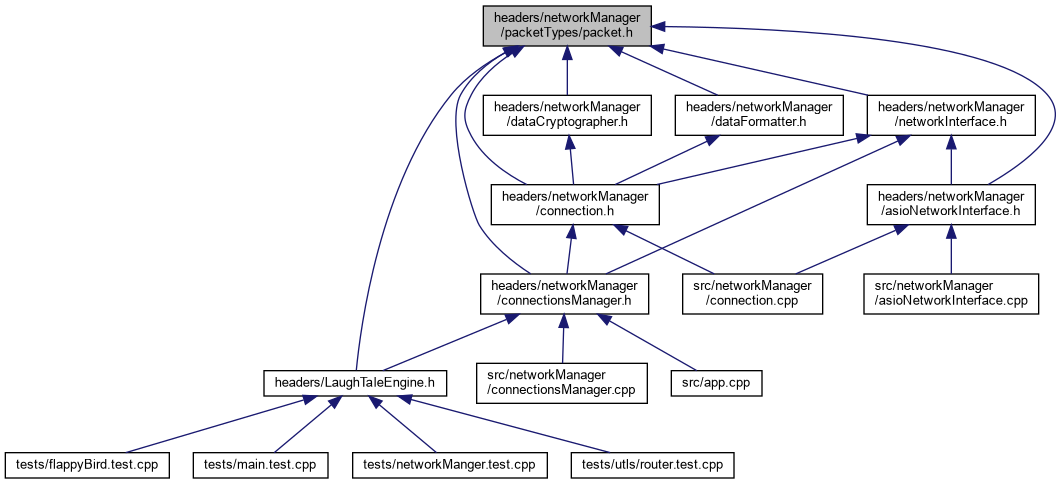 headers/networkManager
/packetTypes/packet.h
headers/networkManager
/dataCryptographer.h
headers/networkManager
/dataFormatter.h
headers/networkManager
/networkInterface.h
headers/networkManager
/connection.h
headers/networkManager
/asioNetworkInterface.h
headers/networkManager
/connectionsManager.h
src/networkManager
/connection.cpp
src/networkManager
/asioNetworkInterface.cpp
headers/LaughTaleEngine.h
src/networkManager
/connectionsManager.cpp
src/app.cpp
tests/flappyBird.test.cpp
tests/main.test.cpp
tests/networkManger.test.cpp
tests/utls/router.test.cpp